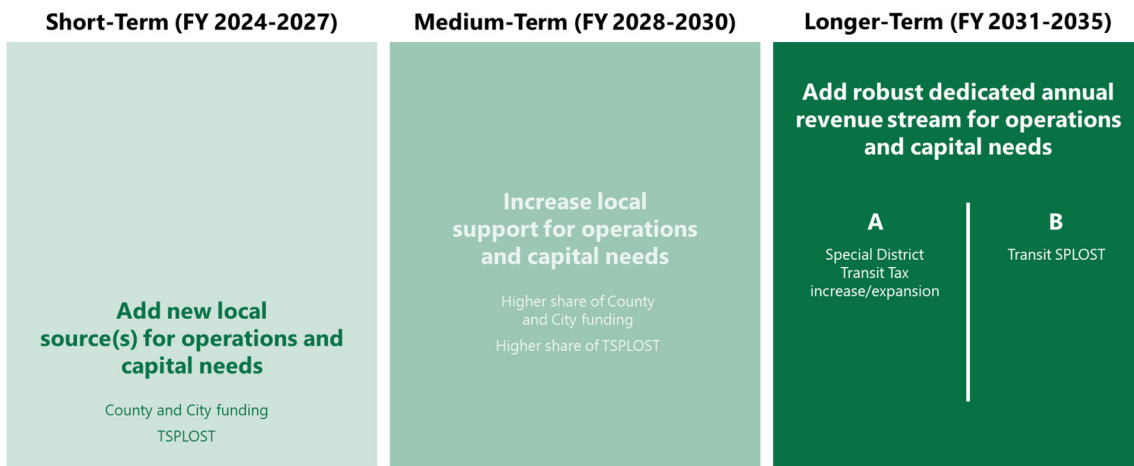 Short-Term (FY 2024-2027)
Add new local
source(s) for operations and
capital needs
County and City funding
TSPLOST
Medium-Term (FY 2028-2030)
Increase local
support for operations
and capital needs
Higher share of County
and City funding
Higher share of TSPLOST
Longer-Term (FY 2031-2035)
Add robust dedicated annual
revenue stream for operations
and capital needs
A
Special District
Transit Tax
increase/expansion
B
Transit SPLOST